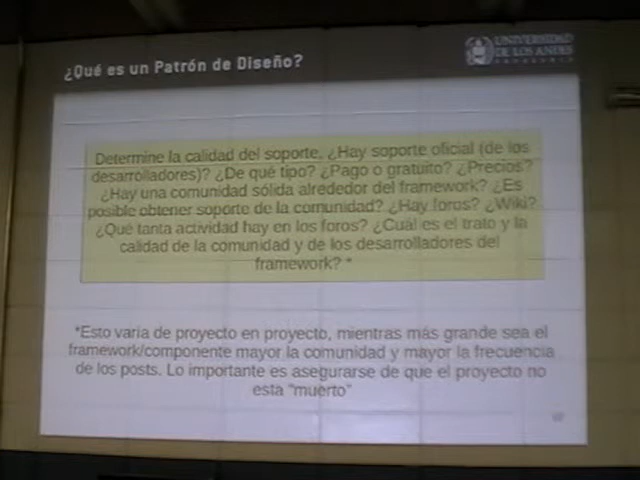 ¿Qué es un Patrón de Diseño?
UNIVERSIDAD
DE LOS ANDES
Determine la calidad del soporte. ¿Hay soporte oficial (de los
desarrolladores)? ¿De qué tipo? ¿Pago o gratuito? ¿Precios?
¿Hay una comunidad sólida alrededor del framework? ¿Es
posible obtener soporte de la comunidad? ¿Hay foros? ¿Wiki?
¿Qué tanta actividad hay en los foros? ¿Cuál es el trato y la
calidad de la comunidad y de los desarrolladores del
framework? *
*Esto varia de proyecto en proyecto, mientras más grande sea el
framework/componente mayor la comunidad y mayor la frecuencia
de los posts. Lo importante es asegurarse de que el proyecto no
esta "muerto"